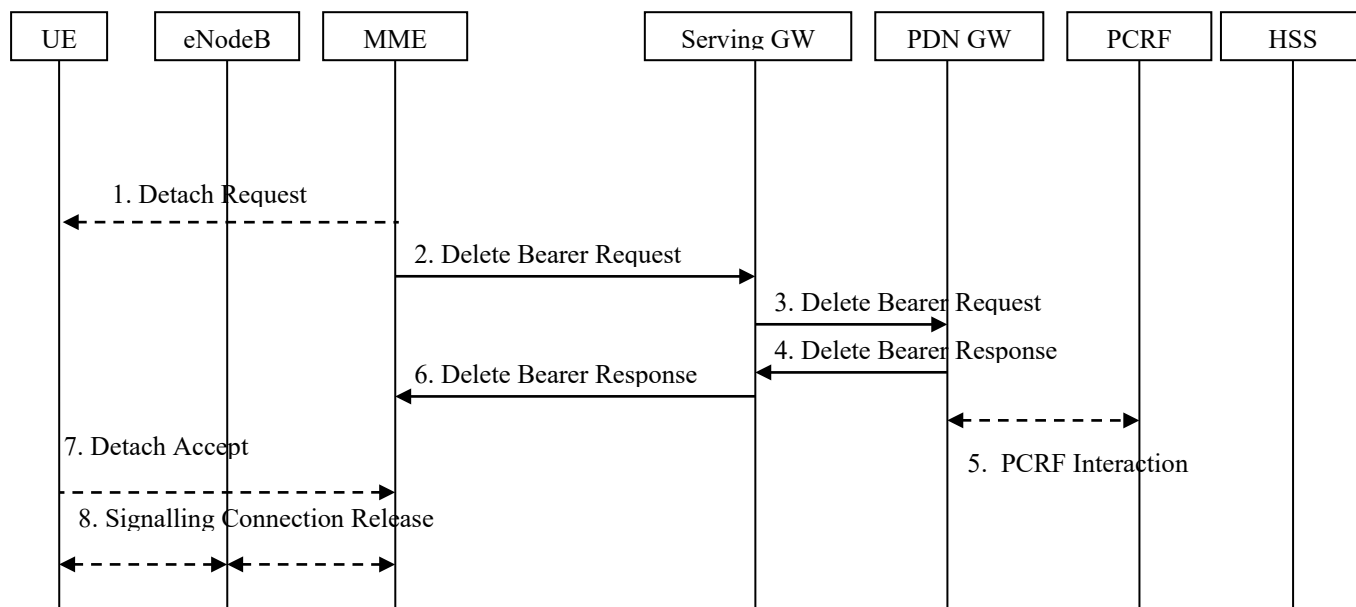 UE
eNodeB
MME
Serving GW
PDN GW
PCRF
HSS
1. Detach Request
2. Delete Bearer Request
3. Delete Bearer Request
4. Delete Bearer Response
6. Delete Bearer Response
7. Detach Accept
5. PCRF Interaction
8. Signalling Connection Release